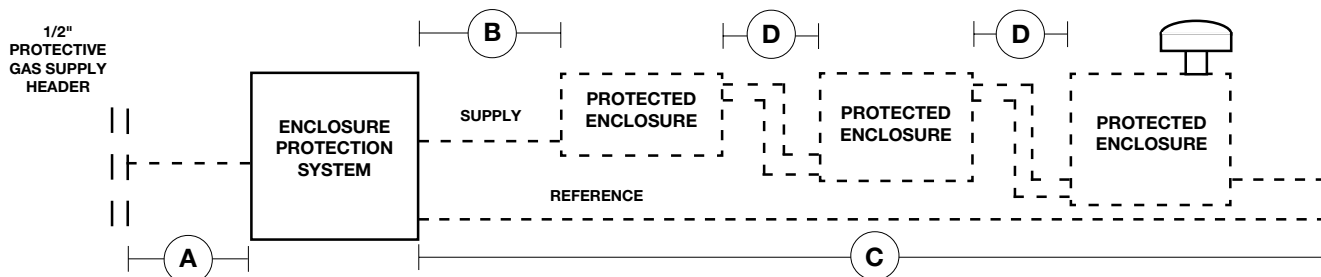 1/2"
PROTECTIVE
GAS SUPPLY
HEADER
A
ENCLOSURE
PROTECTION
SYSTEM
B
SUPPLY
PROTECTED
ENCLOSURE
D
PROTECTED
ENCLOSURE
D
PROTECTED
ENCLOSURE
REFERENCE
C